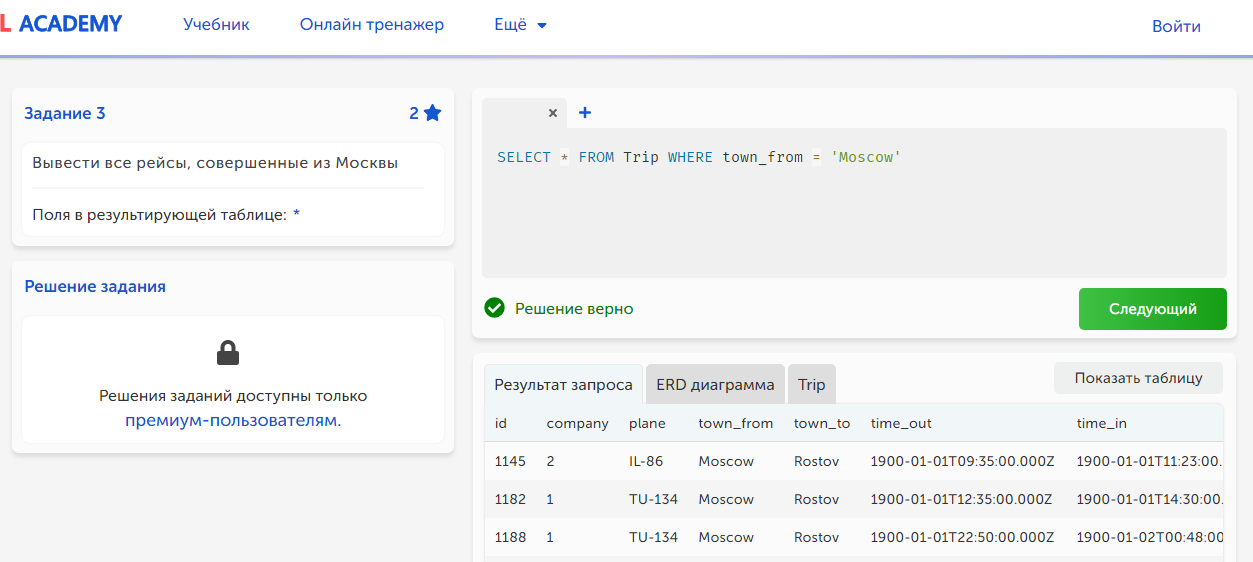 L ACADEMY Учебник Онлайн тренажер Ещё Войти
Задание 3 2
Вывести все рейсы, совершенные из Москвы
Поля в результирующей таблице: *
Решение задания
Решения заданий доступны только
премиум-пользователям.
× +
SELECT * FROM Trip WHERE town_from = 'Moscow'
Решение верно Следующий
Результат запроса ERD диаграмма Trip Показать таблицу
id company plane town_from town_to time_out time_in
1145 2 IL-86 Moscow Rostov 1900-01-01T09:35:00.000Z 1900-01-01T11:23:00.
1182 1 TU-134 Moscow Rostov 1900-01-01T12:35:00.000Z 1900-01-01T14:30:00.
1188 1 TU-134 Moscow Rostov 1900-01-01T22:50:00.000Z 1900-01-02T00:48:00